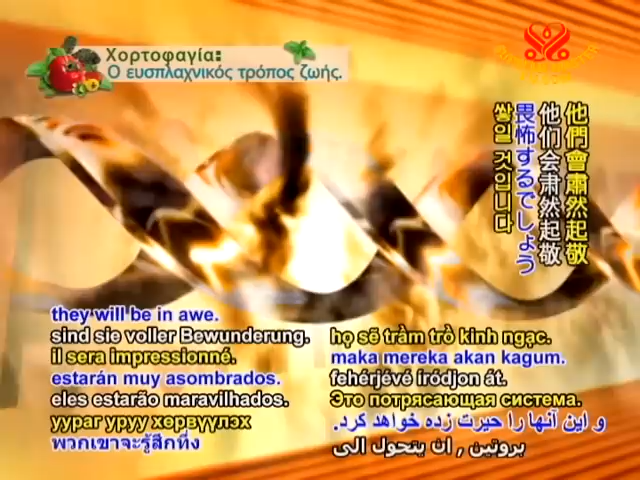 Χορτοφαγία:
Ο ευσπλαχνικός τρόπος ζωής.
他們會肅然起敬
他们会肃然起敬
畏怖するでしょう
쌓일 것입니다
they will be in awe.
sind sie voller Bewunderung.
il sera impressionné.
estarán muy asombrados.
eles estarão maravilhados.
уураг уруу хөрвүүлэх
พวกเขาจะรู้สึกทึ่ง
họ sẽ trầm trồ kinh ngạc.
maka mereka akan kagum.
fehérjévé íródjon át.
Это потрясающая система.
و این آنها را حیرت زده خواهد کرد.
بروتين , ان يتحول الى